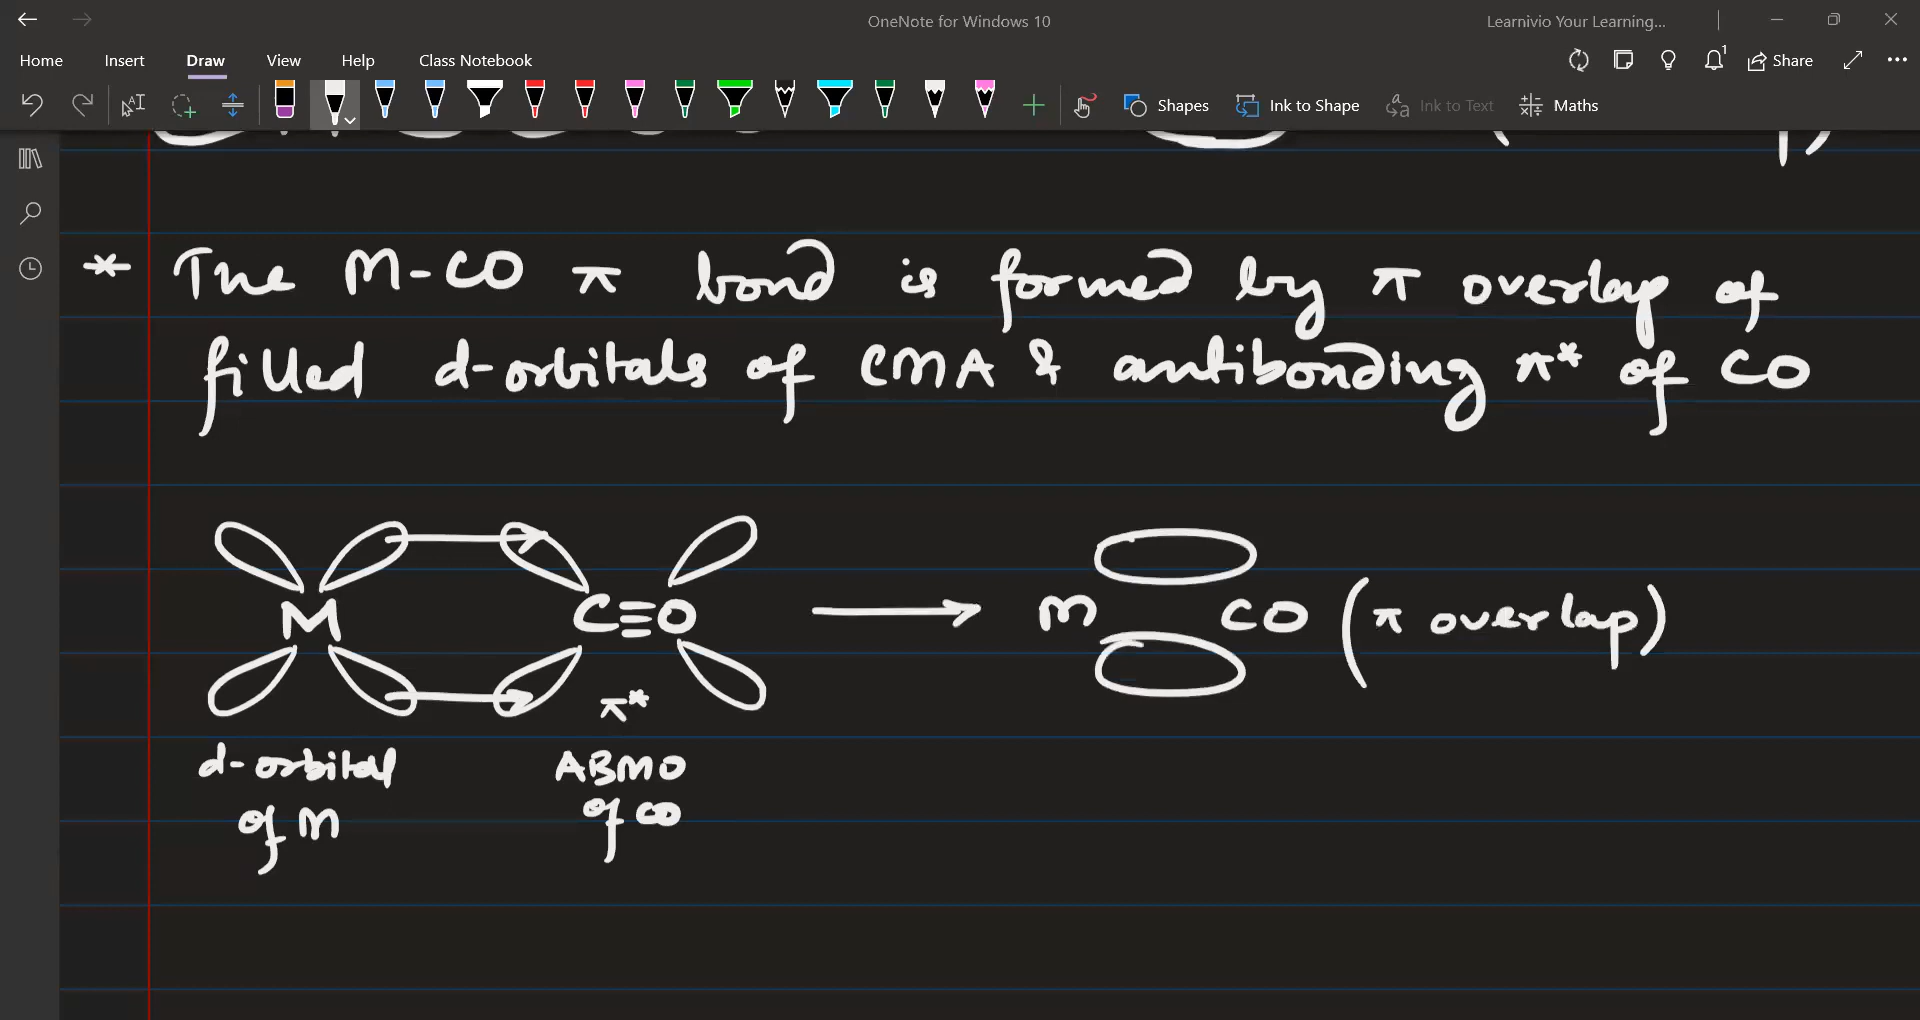 OneNote for Windows 10
Learnivio Your Learning...
Home Insert Draw View Help Class Notebook
1
Share
Shapes Ink to Shape Ink to Text Maths
* The M-CO π bond is formed by π overlap of
filled d-orbitals of CMA & antibonding π* of CO
M C≡O
π*
d-orbital
of M
ABMO
of CO
M CO (π overlap)